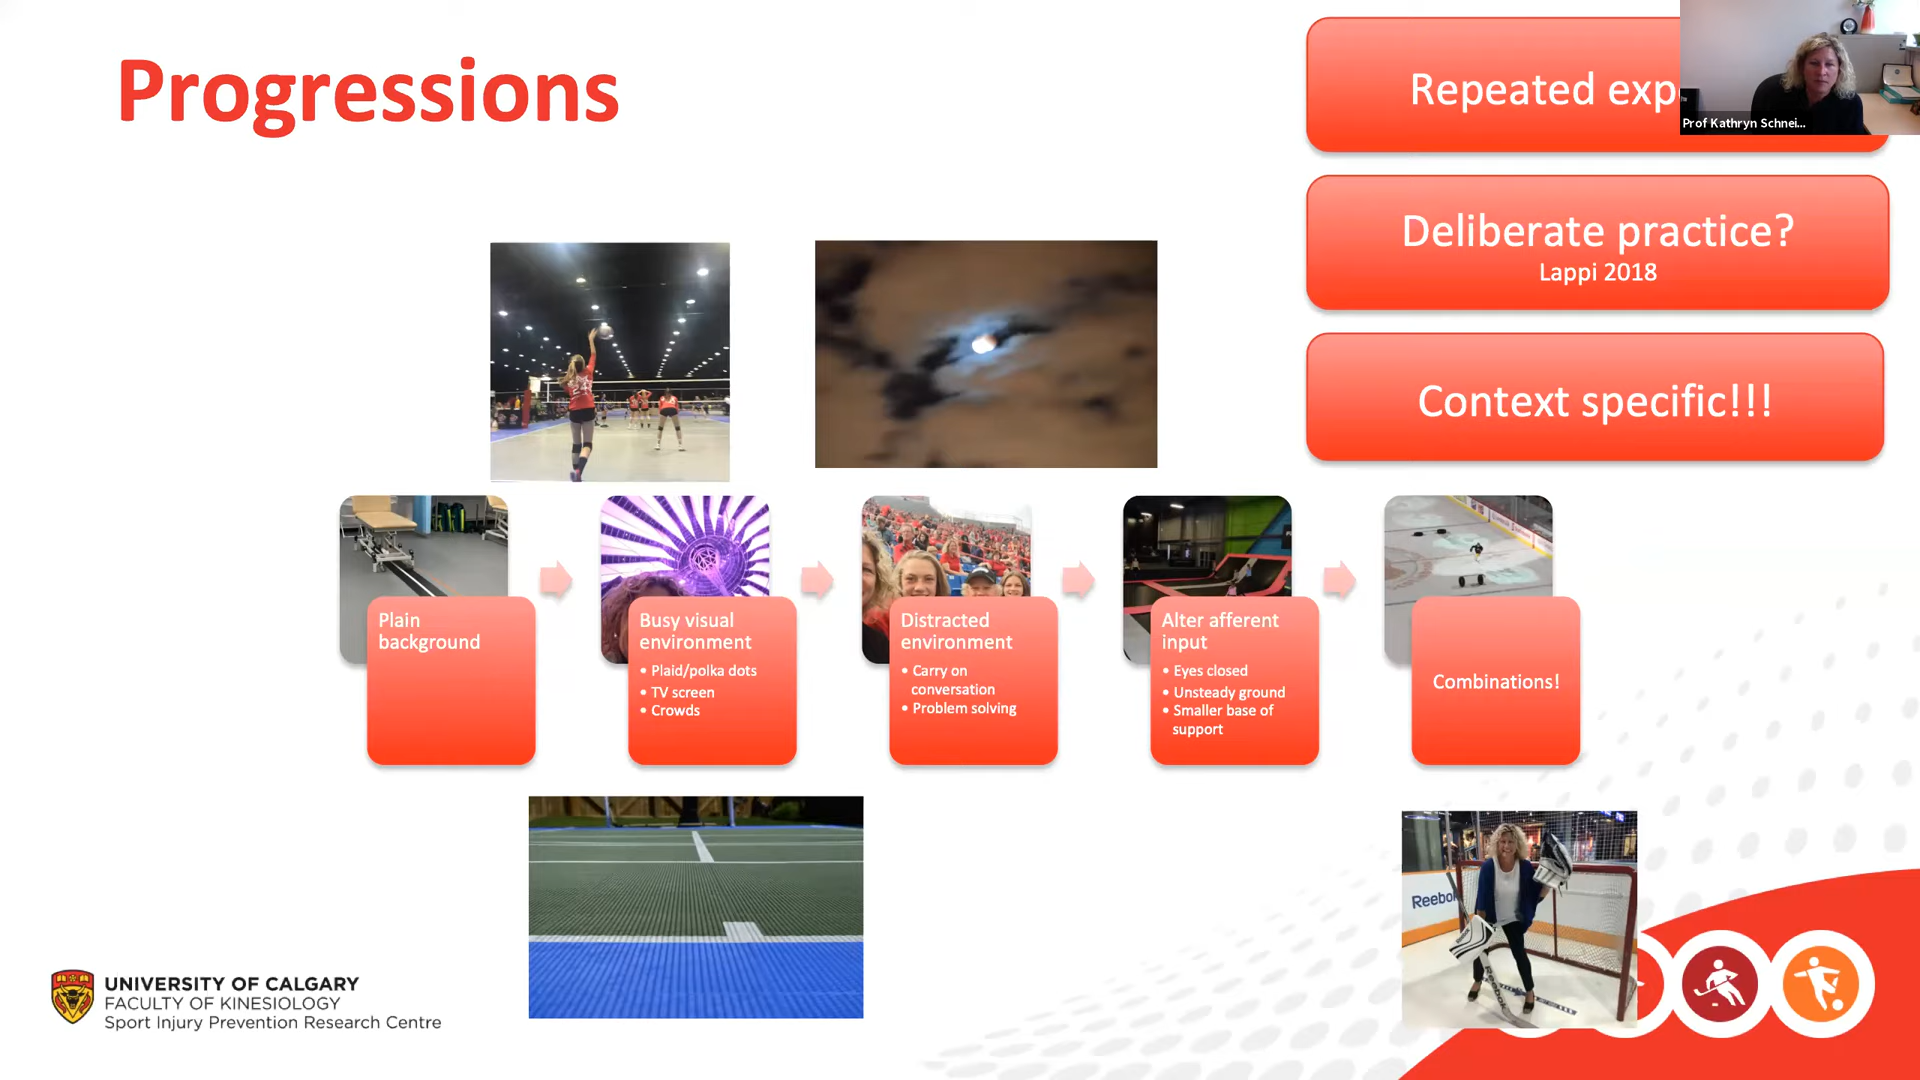 Progressions
Repeated
Prof Kathryn Schnei...
Deliberate practice?
Lappi 2018
Context specific!!!
Plain
background
Busy visual
environment
• Plaid/polka dots
• TV screen
• Crowds
Distracted
environment
• Carry on
conversation
• Problem solving
Alter afferent
input
• Eyes closed
• Unsteady ground
• Smaller base of
support
Combinations!
UNIVERSITY OF CALGARY
FACULTY OF KINESIOLOGY
Sport Injury Prevention Research Centre